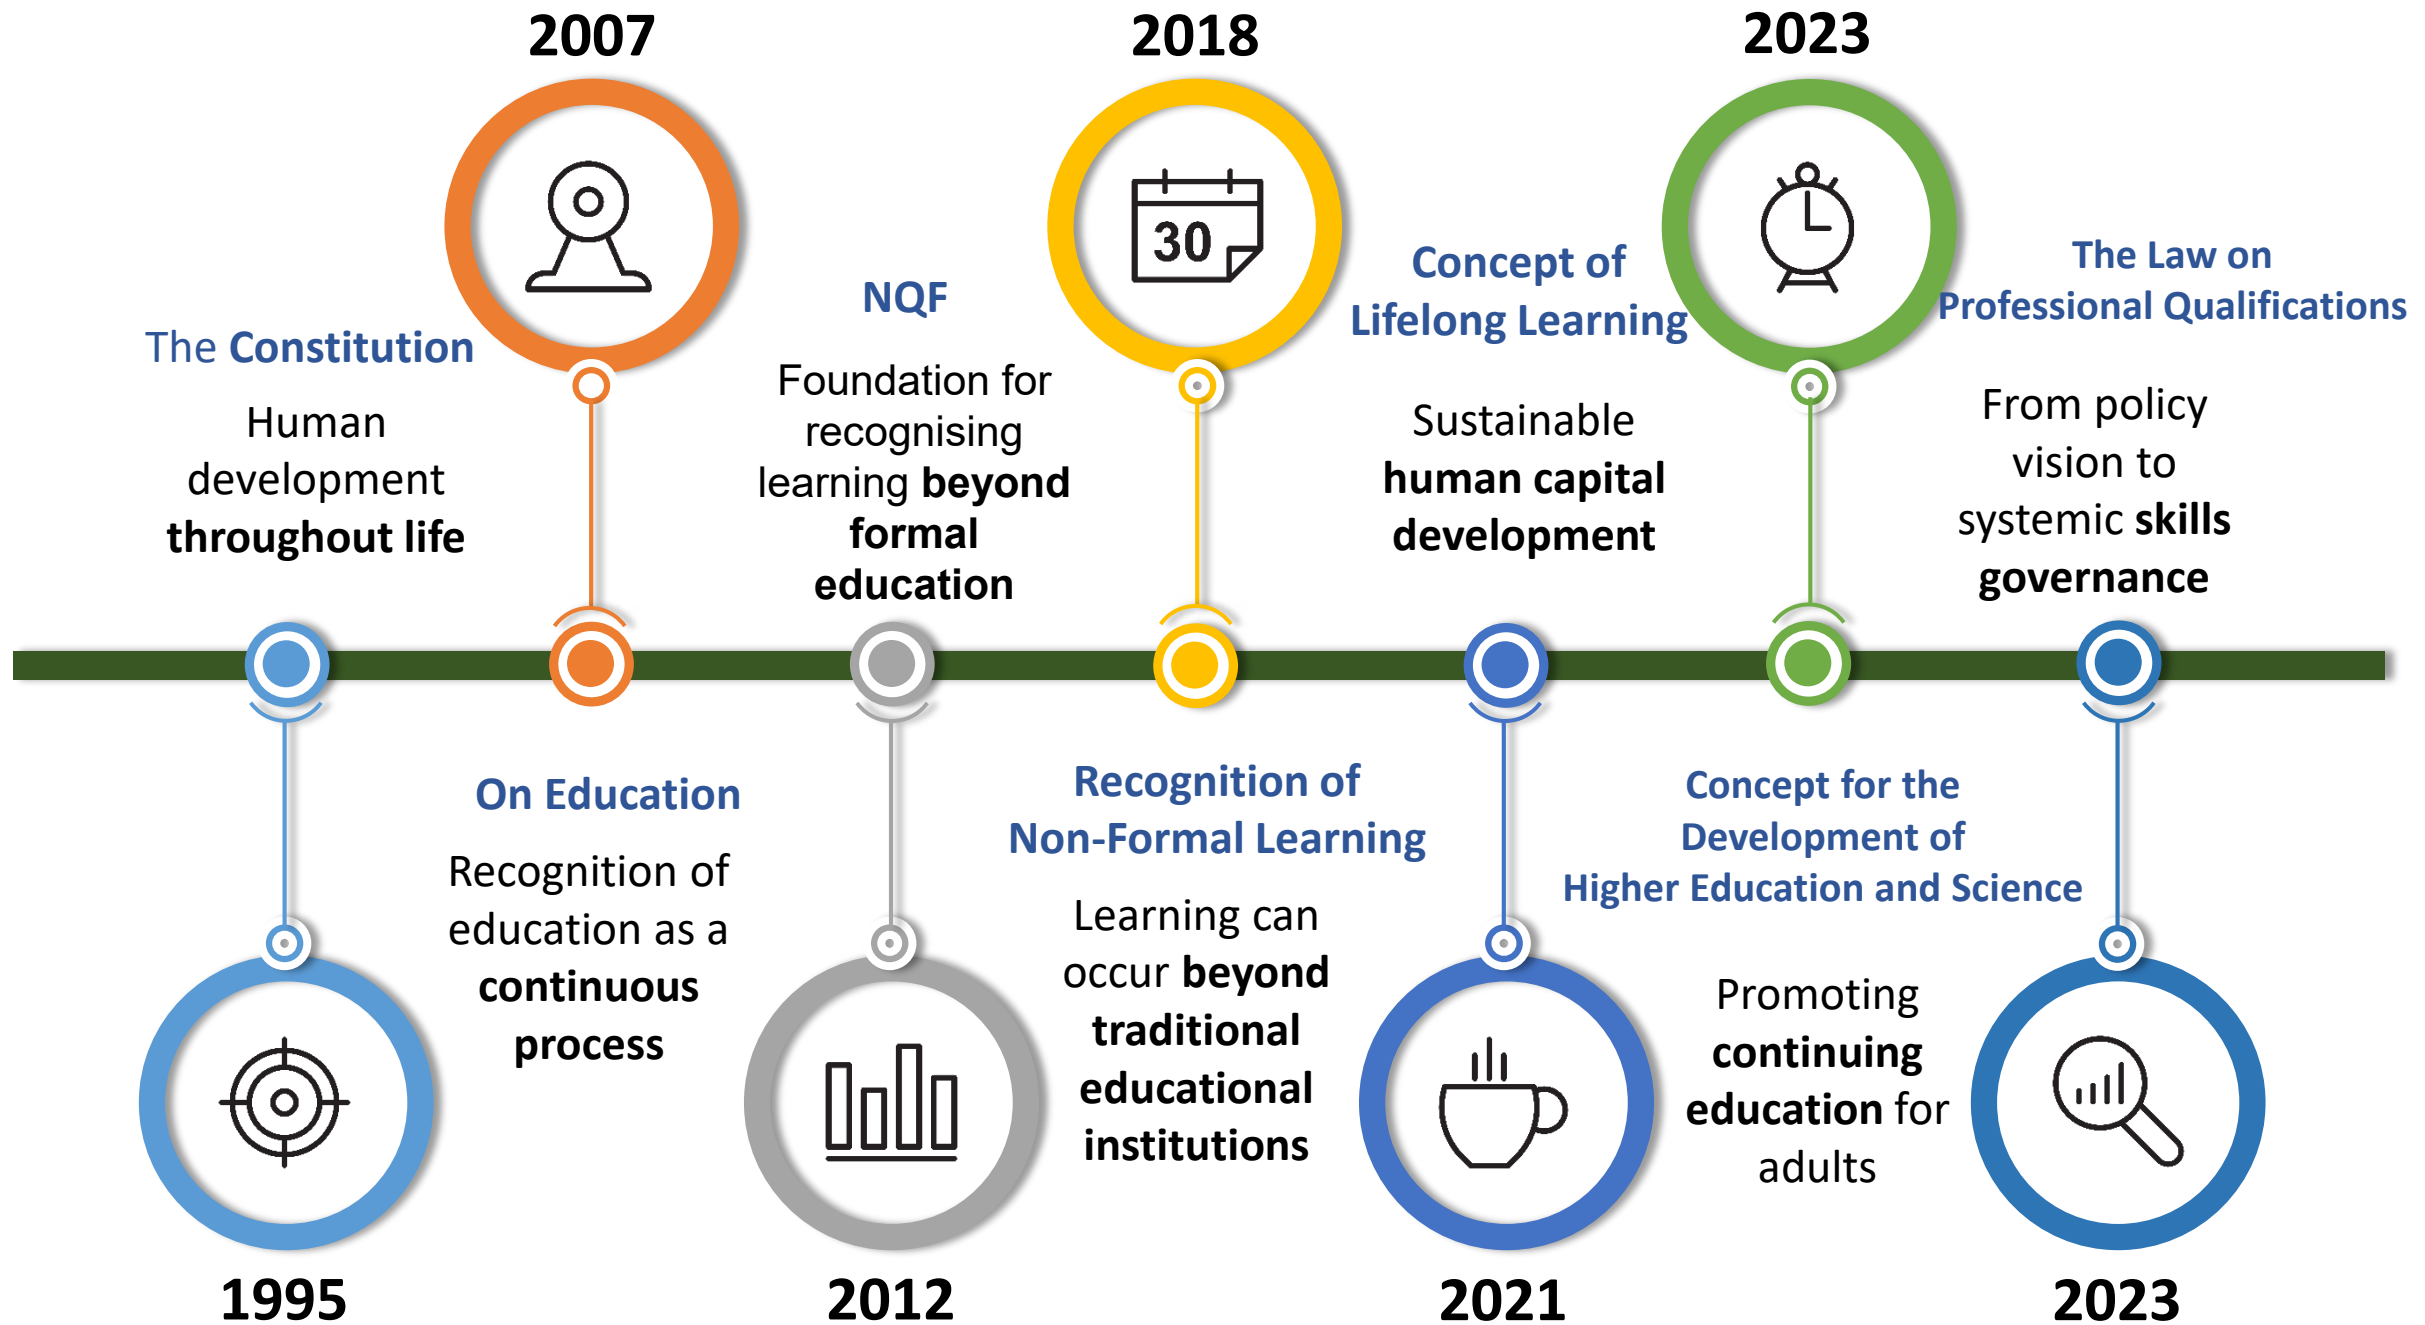 2007
2018
2023
The Constitution
Human
development
throughout life
NQF
Foundation for
recognising
learning beyond
formal
education
30
Concept of
Lifelong Learning
Sustainable
human capital
development
The Law on
Professional Qualifications
From policy
vision to
systemic skills
governance
On Education
Recognition of
education as a
continuous
process
Recognition of
Non-Formal Learning
Learning can
occur beyond
traditional
educational
institutions
Concept for the
Development of
Higher Education and Science
Promoting
continuing
education for
adults
1995
2012
2021
2023